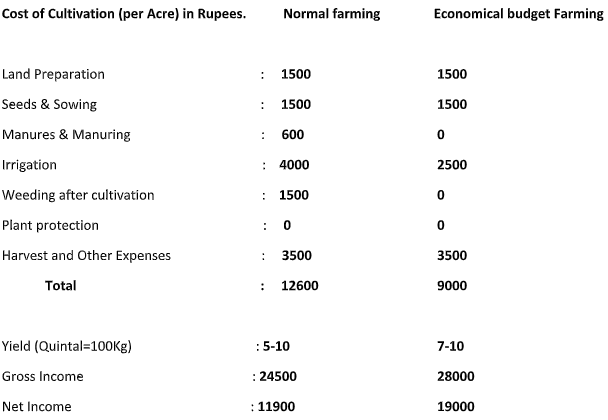 Cost of Cultivation (per Acre) in Rupees. Normal farming Economical budget Farming
Land Preparation : 1500 1500
Seeds & Sowing : 1500 1500
Manures & Manuring : 600 0
Irrigation : 4000 2500
Weeding after cultivation : 1500 0
Plant protection : 0 0
Harvest and Other Expenses : 3500 3500
Total : 12600 9000
Yield (Quintal=100Kg) : 5-10 7-10
Gross Income : 24500 28000
Net Income : 11900 19000